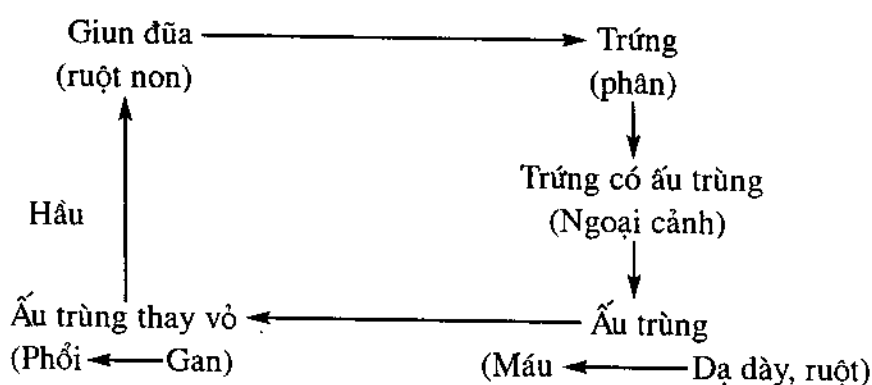 Giun đũa Trứng
(ruột non) (phân)
Trứng có ấu trùng
Hầu (Ngoại cảnh)
Ấu trùng thay vỏ Ấu trùng
(Phổi Gan) (Máu Dạ dày, ruột)